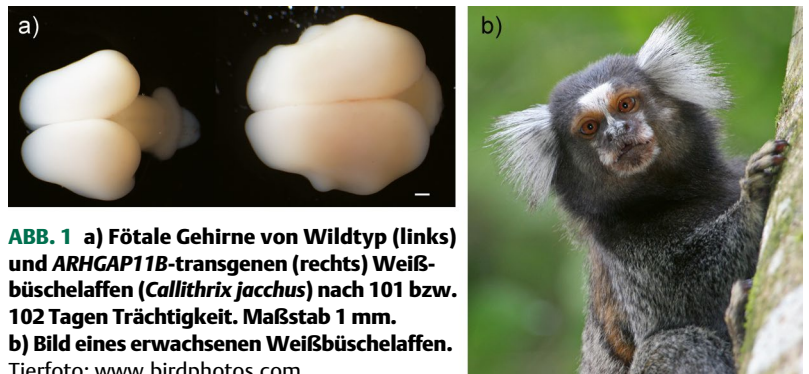 a)
b)
ABB. 1 a) Fötale Gehirne von Wildtyp (links)
und ARHGAP11B-transgenen (rechts) Weiß-
büschelaffen (Callithrix jacchus) nach 101 bzw.
102 Tagen Trächtigkeit. Maßstab 1 mm.
b) Bild eines erwachsenen Weißbüschelaffen.
Tierfoto: www.birdphotos.com